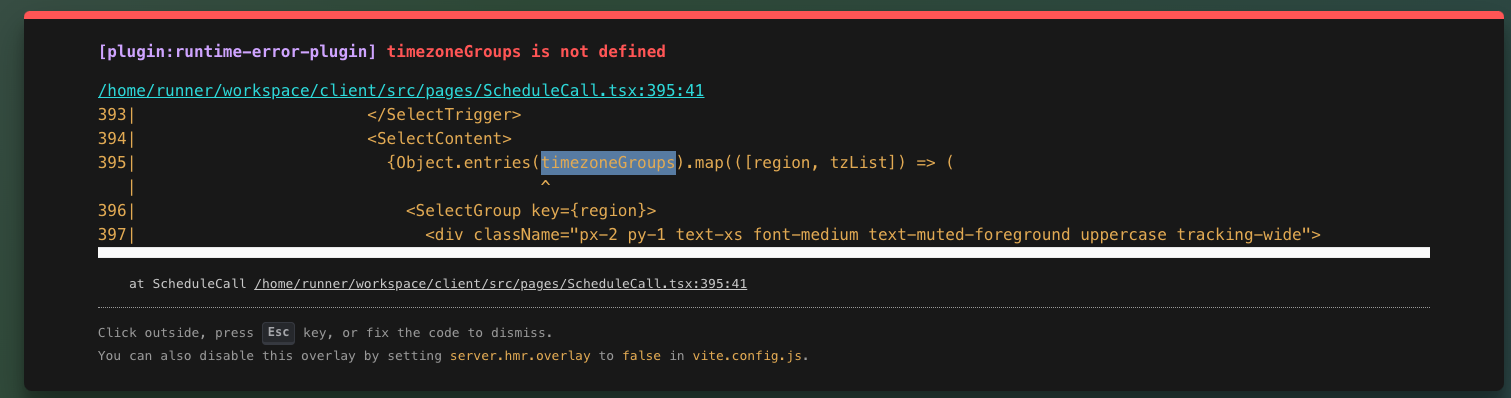 [plugin:runtime-error-plugin] timezoneGroups is not defined
/home/runner/workspace/client/src/pages/ScheduleCall.tsx:395:41
393|                        </SelectTrigger>
394|                        <SelectContent>
395|                          {Object.entries(timezoneGroups).map(([region, tzList]) => (
   |                                          ^
396|                            <SelectGroup key={region}>
397|                              <div className="px-2 py-1 text-xs font-medium text-muted-foreground uppercase tracking-wide">
at ScheduleCall /home/runner/workspace/client/src/pages/ScheduleCall.tsx:395:41
Click outside, press Esc key, or fix the code to dismiss.
You can also disable this overlay by setting server.hmr.overlay to false in vite.config.js.